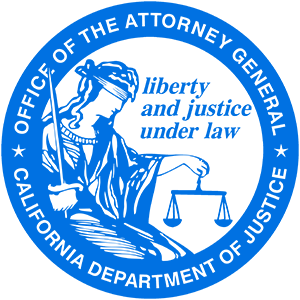 OFFICE OF THE ATTORNEY GENERAL
liberty
and justice
under law
CALIFORNIA DEPARTMENT OF JUSTICE